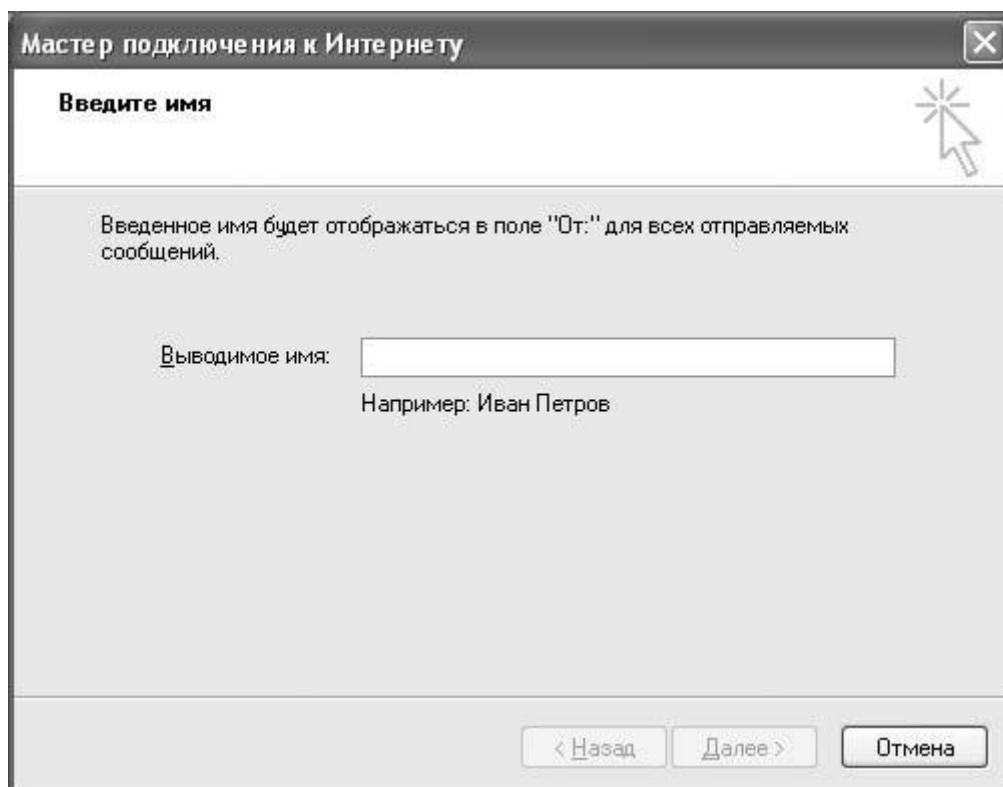 Мастер подключения к Интернету
Введите имя
Введенное имя будет отображаться в поле "От:" для всех отправляемых
сообщений.
Выводимое имя:
Например: Иван Петров
< Назад Далее > Отмена